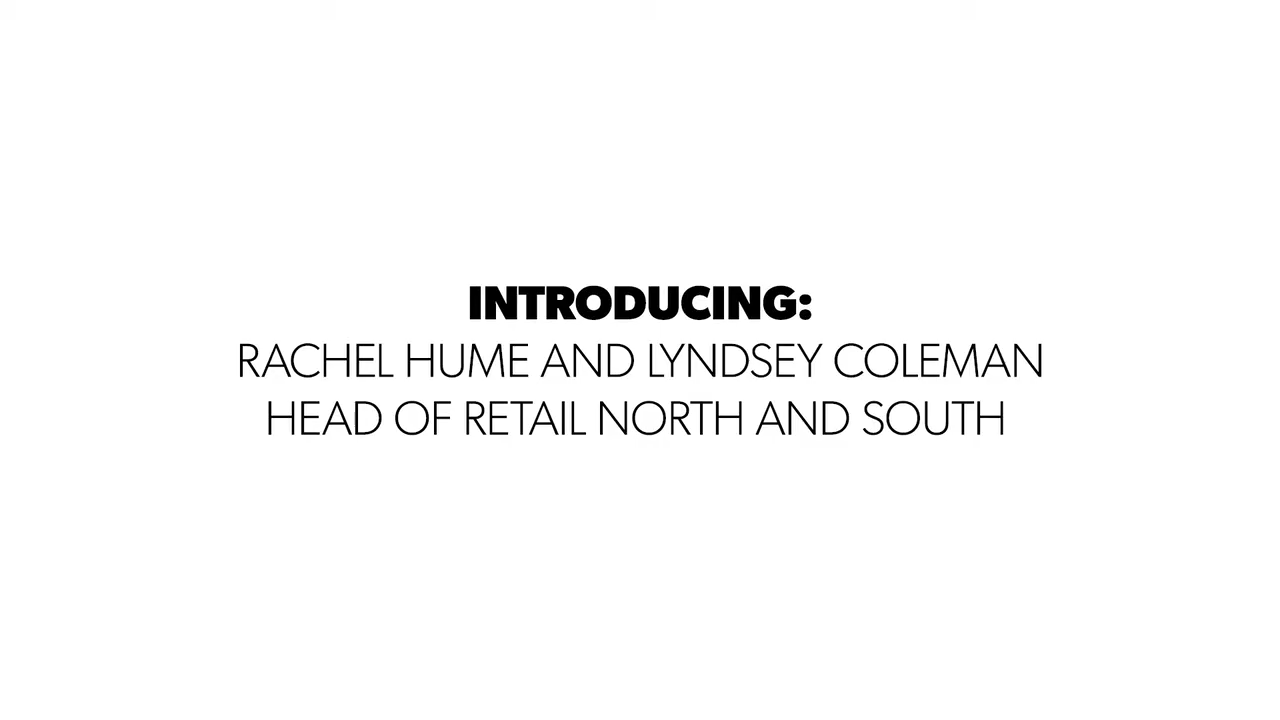 INTRODUCING:
RACHEL HUME AND LYNDSEY COLEMAN
HEAD OF RETAIL NORTH AND SOUTH